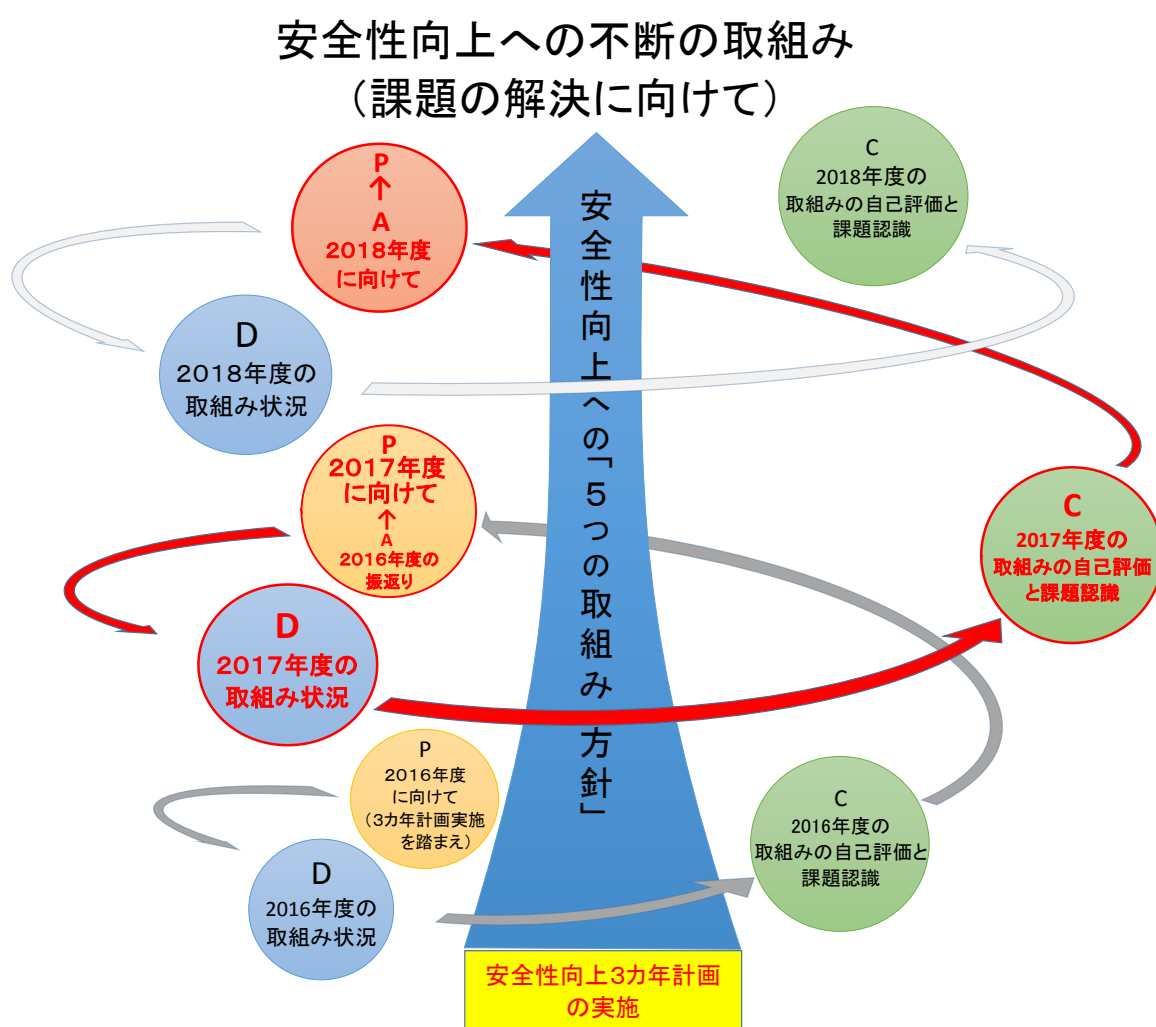 安全性向上への不断の取組み
（課題の解決に向けて）
P
↑
A
2018年度
に向けて
C
2018年度の
取組みの自己評価と
課題認識
D
2018年度の
取組み状況
安全性向上への「５つの取組み方針」
P
2017年度
に向けて
↑
A
2016年度の
振返り
C
2017年度の
取組みの自己評価
と課題認識
D
2017年度の
取組み状況
P
2016年度
に向けて
（3カ年計画実施
を踏まえ）
C
2016年度の
取組みの自己評価と
課題認識
D
2016年度の
取組み状況
安全性向上3カ年計画
の実施